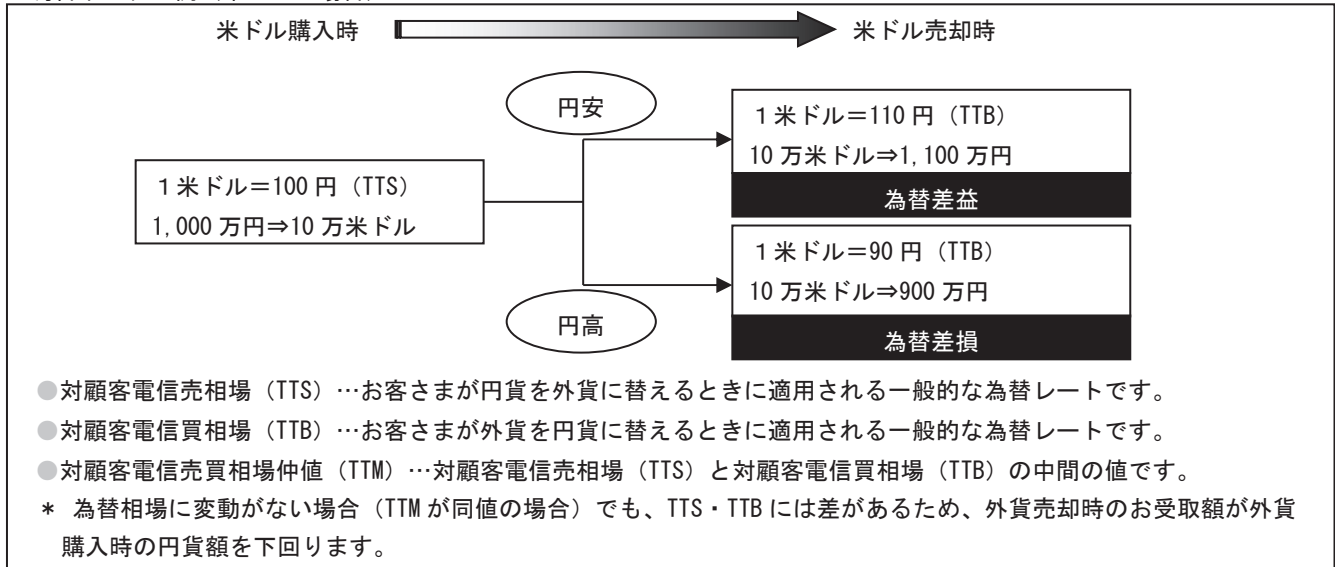 米ドル購入時
米ドル売却時
円安
1米ドル=110円(TTB)
10万米ドル⇒1,100万円
為替差益
1米ドル=100円(TTS)
1,000万円⇒10万米ドル
1米ドル=90円(TTB)
10万米ドル⇒900万円
為替差損
円高
●対顧客電信売相場(TTS)…お客さまが円貨を外貨に替えるときに適用される一般的な為替レートです。
●対顧客電信買相場(TTB)…お客さまが外貨を円貨に替えるときに適用される一般的な為替レートです。
●対顧客電信売買相場仲値(TTM)…対顧客電信売相場(TTS)と対顧客電信買相場(TTB)の中間の値です。
* 為替相場に変動がない場合(TTMが同値の場合)でも、TTS・TTBには差があるため、外貨売却時のお受取額が外貨
購入時の円貨額を下回ります。